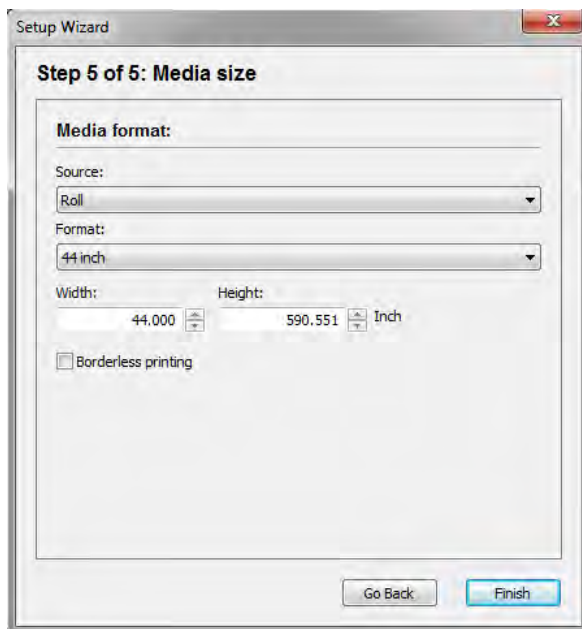 Setup Wizard
Step 5 of 5: Media size
Media format:
Source:
Roll
Format:
44 inch
Width: Height:
44.000 590.551 Inch
Borderless printing
Go Back Finish